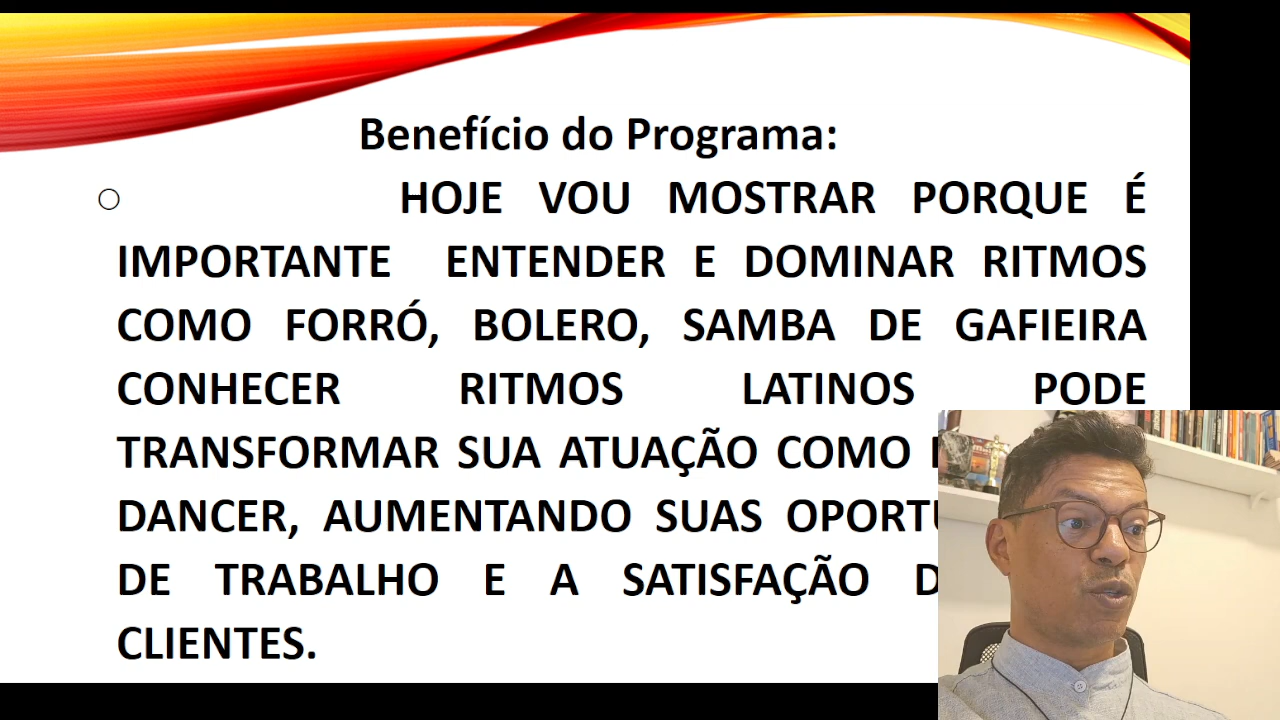 Benefício do Programa:
HOJE VOU MOSTRAR PORQUE É
IMPORTANTE ENTENDER E DOMINAR RITMOS
COMO FORRÓ, BOLERO, SAMBA DE GAFIEIRA
CONHECER RITMOS LATINOS PODE
TRANSFORMAR SUA ATUAÇÃO COMO
DANCER, AUMENTANDO SUAS
DE TRABALHO E A SATISFAÇÃO
CLIENTES.